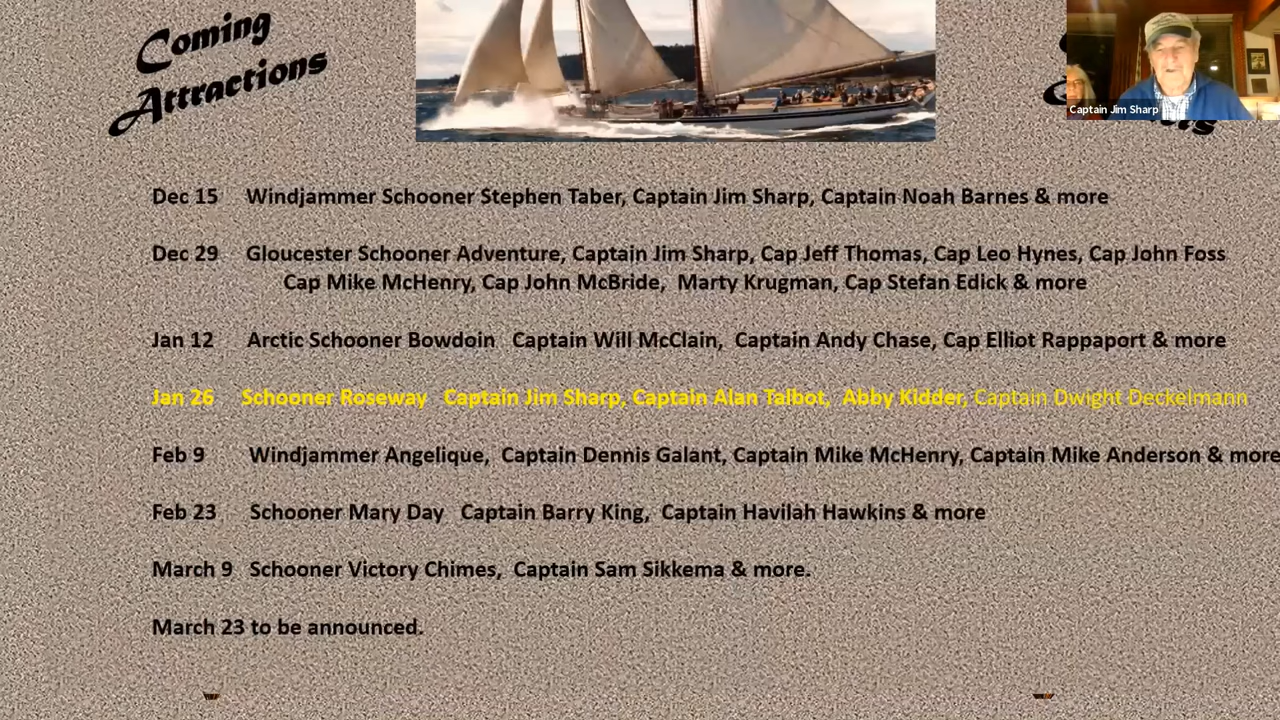 Coming
Attractions
Captain Jim Sharp
Dec 15 Windjammer Schooner Stephen Taber, Captain Jim Sharp, Captain Noah Barnes & more
Dec 29 Gloucester Schooner Adventure, Captain Jim Sharp, Cap Jeff Thomas, Cap Leo Hynes, Cap John Foss
Cap Mike McHenry, Cap John McBride, Marty Krugman, Cap Stefan Edick & more
Jan 12 Arctic Schooner Bowdoin Captain Will McClain, Captain Andy Chase, Cap Elliot Rappaport & more
Jan 26 Schooner Roseway Captain Jim Sharp, Captain Alan Talbot, Abby Kidder, Captain Dwight Deckelmann
Feb 9 Windjammer Angelique, Captain Dennis Galant, Captain Mike McHenry, Captain Mike Anderson & more
Feb 23 Schooner Mary Day Captain Barry King, Captain Havilah Hawkins & more
March 9 Schooner Victory Chimes, Captain Sam Sikkema & more.
March 23 to be announced.